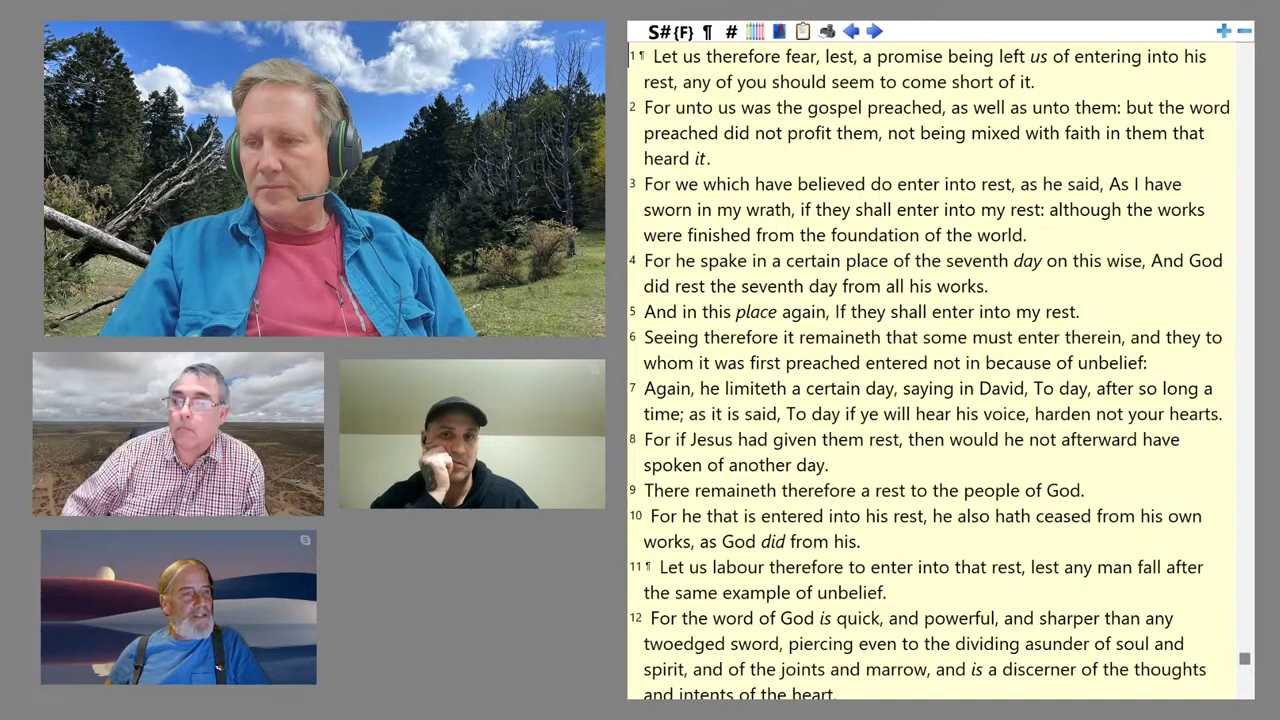 S#{F} ¶ #
1 ¶ Let us therefore fear, lest, a promise being left us of entering into his
rest, any of you should seem to come short of it.
2 For unto us was the gospel preached, as well as unto them: but the word
preached did not profit them, not being mixed with faith in them that
heard it.
3 For we which have believed do enter into rest, as he said, As I have
sworn in my wrath, if they shall enter into my rest: although the works
were finished from the foundation of the world.
4 For he spake in a certain place of the seventh day on this wise, And God
did rest the seventh day from all his works.
5 And in this place again, If they shall enter into my rest.
6 Seeing therefore it remaineth that some must enter therein, and they to
whom it was first preached entered not in because of unbelief:
7 Again, he limiteth a certain day, saying in David, To day, after so long a
time; as it is said, To day if ye will hear his voice, harden not your hearts.
8 For if Jesus had given them rest, then would he not afterward have
spoken of another day.
9 There remaineth therefore a rest to the people of God.
10 For he that is entered into his rest, he also hath ceased from his own
works, as God did from his.
11 ¶ Let us labour therefore to enter into that rest, lest any man fall after
the same example of unbelief.
12 For the word of God is quick, and powerful, and sharper than any
twoedged sword, piercing even to the dividing asunder of soul and
spirit, and of the joints and marrow, and is a discerner of the thoughts
and intents of the heart.